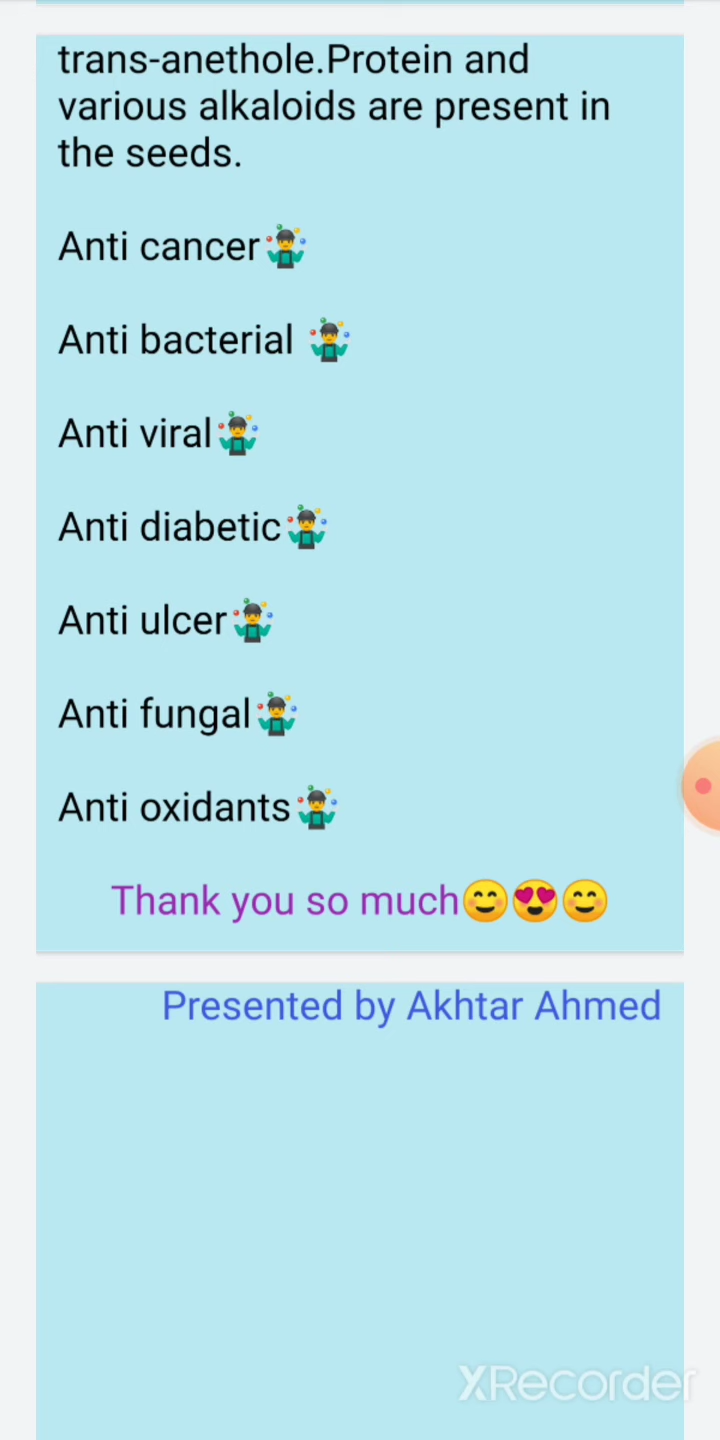 trans-anethole.Protein and
various alkaloids are present in
the seeds.
Anti cancer🤹‍♂️
Anti bacterial 🤹‍♂️
Anti viral🤹‍♂️
Anti diabetic🤹‍♂️
Anti ulcer🤹‍♂️
Anti fungal🤹‍♂️
Anti oxidants🤹‍♂️
Thank you so much😊😍😊
Presented by Akhtar Ahmed
XRecorder